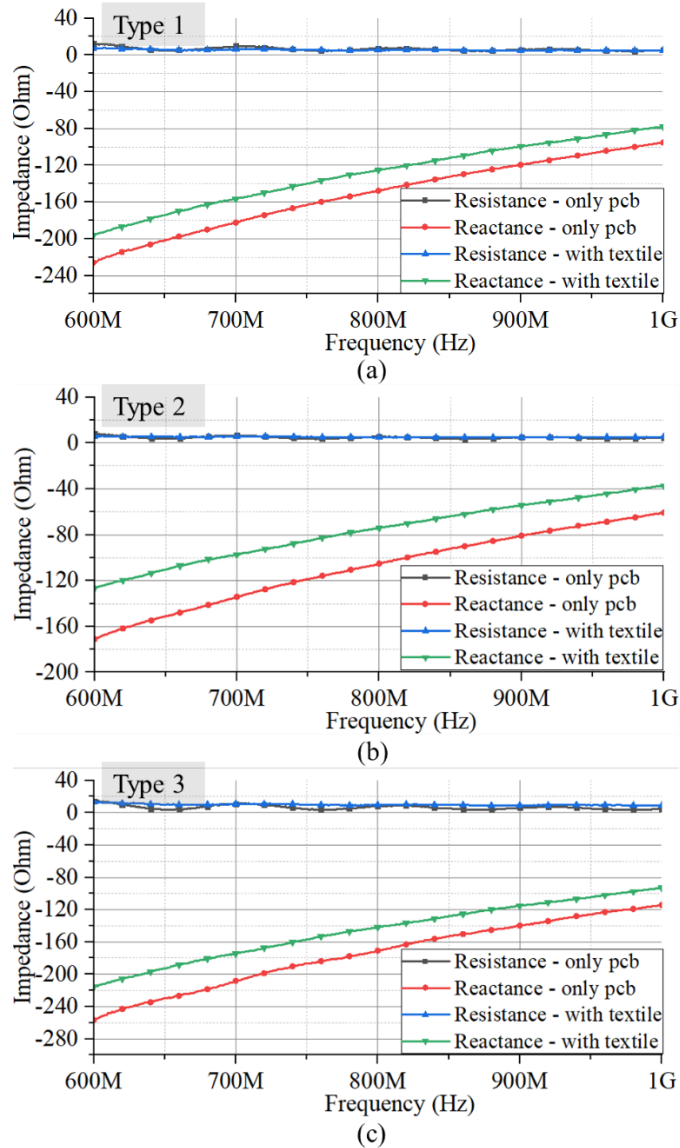 Type 1
40
0
-40
-80
-120
-160
-200
-240
Impedance (Ohm)
Resistance - only pcb
Reactance - only pcb
Resistance - with textile
Reactance - with textile
600M 700M 800M 900M 1G
Frequency (Hz)
(a)
Type 2
40
0
-40
-80
-120
-160
-200
Impedance (Ohm)
Resistance - only pcb
Reactance - only pcb
Resistance - with textile
Reactance - with textile
600M 700M 800M 900M 1G
Frequency (Hz)
(b)
Type 3
40
0
-40
-80
-120
-160
-200
-240
-280
Impedance (Ohm)
Resistance - only pcb
Reactance - only pcb
Resistance - with textile
Reactance - with textile
600M 700M 800M 900M 1G
Frequency (Hz)
(c)